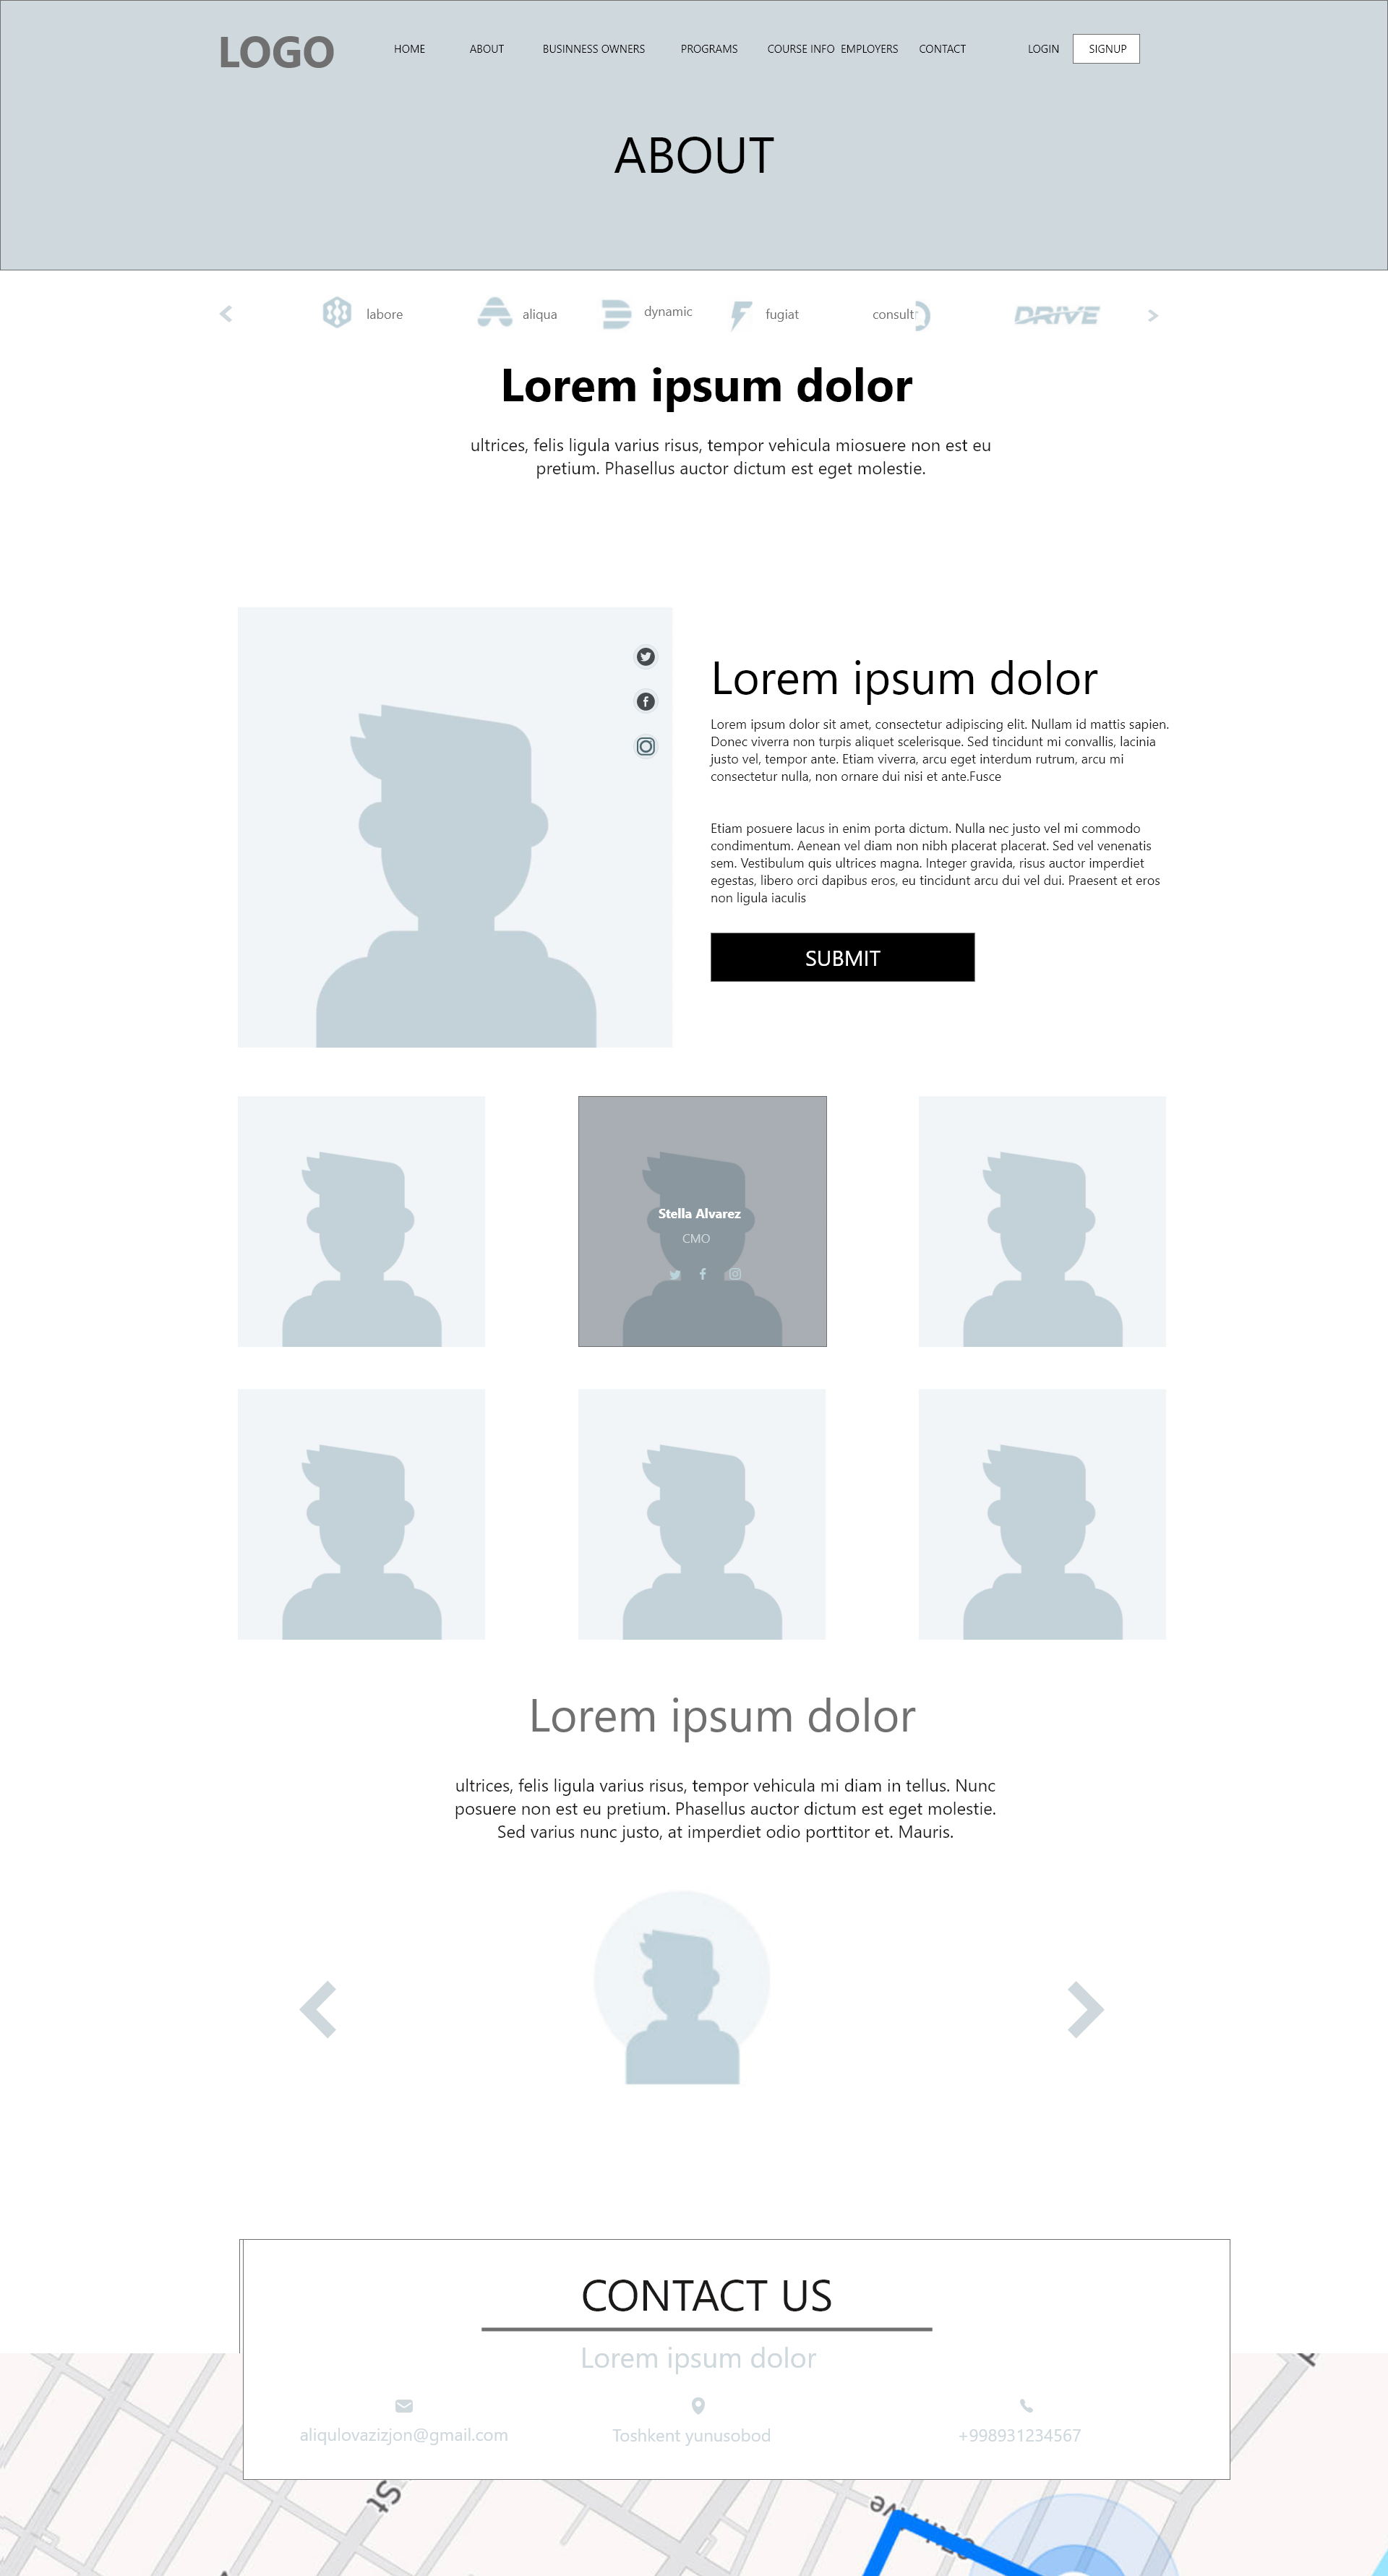 LOGO
HOME ABOUT BUSINNESS OWNERS PROGRAMS COURSE INFO EMPLOYERS CONTACT LOGIN SIGNUP
ABOUT
labore aliqua dynamic fugiat consult DRIVE
Lorem ipsum dolor
ultrices, felis ligula varius risus, tempor vehicula miosuere non est eu
pretium. Phasellus auctor dictum est eget molestie.
Lorem ipsum dolor
Lorem ipsum dolor sit amet, consectetur adipiscing elit. Nullam id mattis sapien.
Donec viverra non turpis aliquet scelerisque. Sed tincidunt mi convallis, lacinia
justo vel, tempor ante. Etiam viverra, arcu eget interdum rutrum, arcu mi
consectetur nulla, non ornare dui nisi et ante.Fusce
Etiam posuere lacus in enim porta dictum. Nulla nec justo vel mi commodo
condimentum. Aenean vel diam non nibh placerat placerat. Sed vel venenatis
sem. Vestibulum quis ultrices magna. Integer gravida, risus auctor imperdiet
egestas, libero orci dapibus eros, eu tincidunt arcu dui vel dui. Praesent et eros
non ligula iaculis
SUBMIT
Stella Alvarez
CMO
Lorem ipsum dolor
ultrices, felis ligula varius risus, tempor vehicula mi diam in tellus. Nunc
posuere non est eu pretium. Phasellus auctor dictum est eget molestie.
Sed varius nunc justo, at imperdiet odio porttitor et. Mauris.
CONTACT US
Lorem ipsum dolor
aliqulovazizjon@gmail.com Toshkent yunusobod +998931234567
St